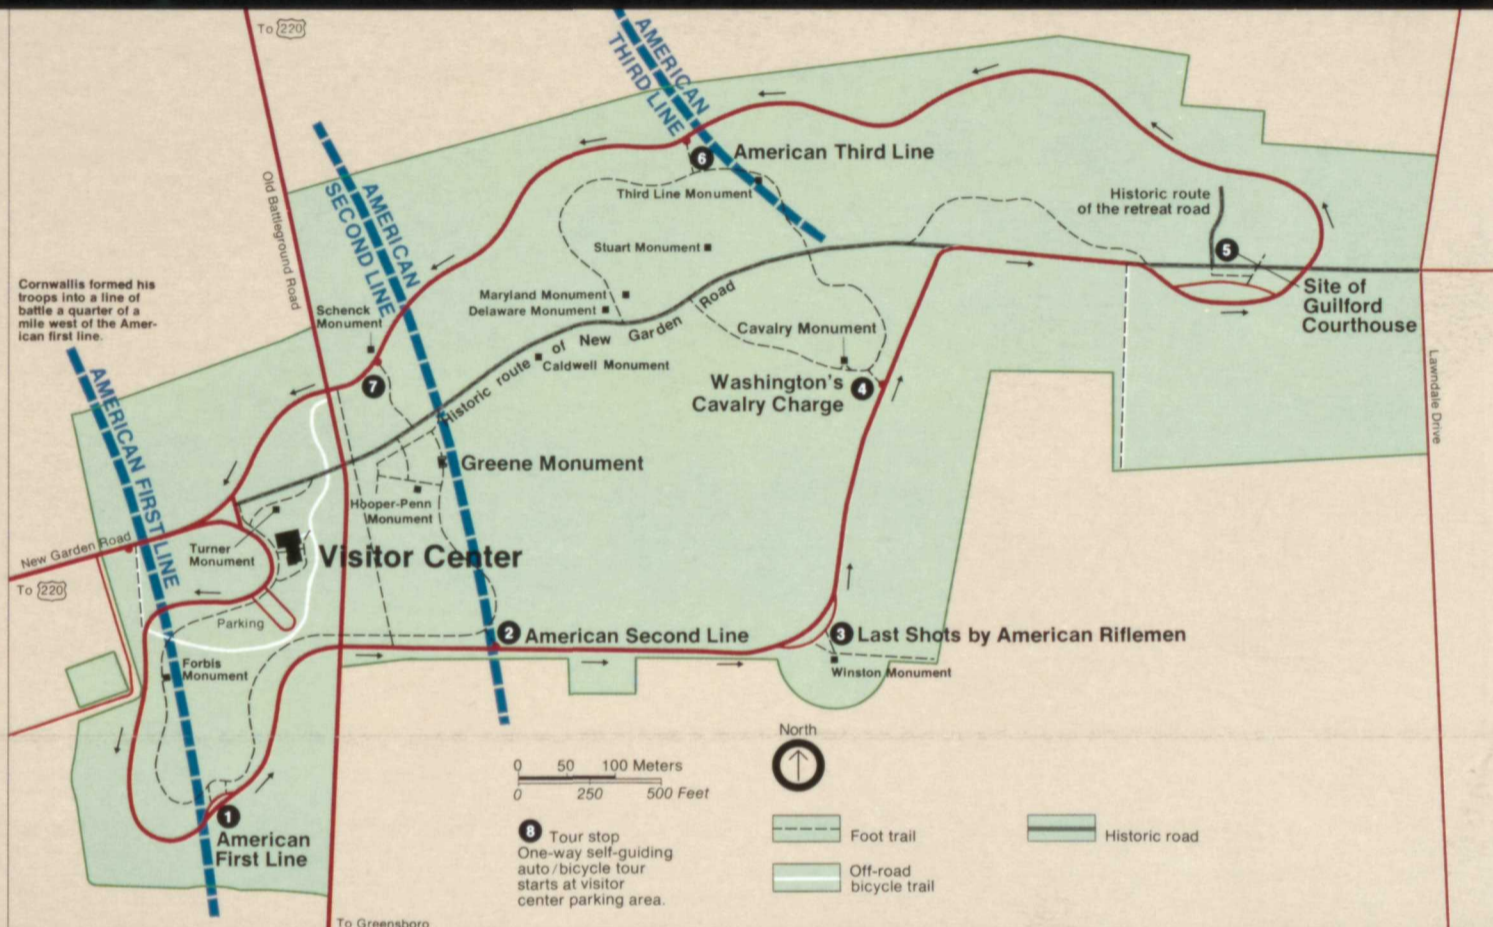 To 220
AMERICAN
THIRD LINE
AMERICAN
SECOND LINE
Old Battleground Road
6 American Third Line
Third Line Monument
Historic route
of the retreat road
5
Site of
Guilford
Courthouse
Stuart Monument
Cornwallis formed his
troops into a line of
battle a quarter of a
mile west of the Amer-
ican first line.
Maryland Monument
Delaware Monument
Schenck
Monument
Historic route of New Garden Road
Cavalry Monument
Caldwell Monument
Washington's
Cavalry Charge
4
7
Lawndale Drive
AMERICAN FIRST LINE
Greene Monument
Hooper-Penn
Monument
New Garden Road
Turner
Monument
Visitor Center
To 220
Parking
2 American Second Line
3 Last Shots by American Riflemen
Winston Monument
Forbis
Monument
1
American
First Line
North
0 50 100 Meters
0 250 500 Feet
8 Tour stop
One-way self-guiding
auto/bicycle tour
starts at visitor
center parking area.
Foot trail
Historic road
Off-road
bicycle trail
To Greensboro